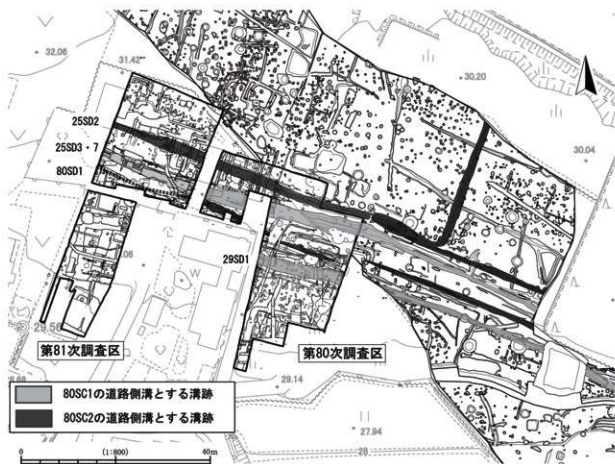 32.06
31.42
30.20
25SD2
25SD3・7
80SD1
30.04
29SD1
第81次調査区
第80次調査区
29.14
27.94
28
80SC1の道路側溝とする溝跡
80SC2の道路側溝とする溝跡
0 (1:800) 40m